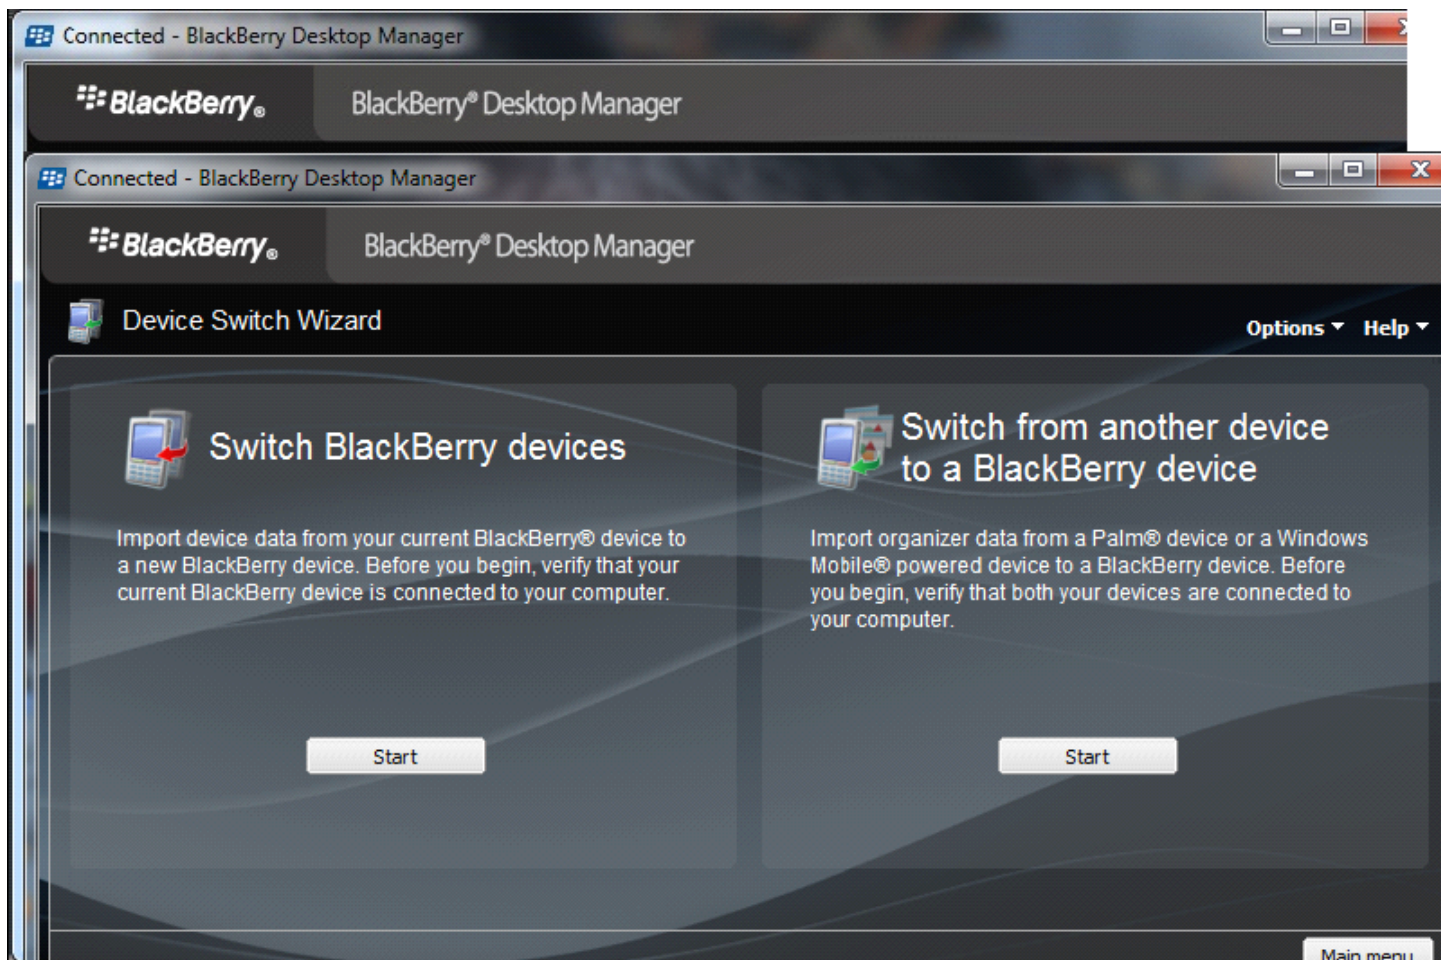 Connected - BlackBerry Desktop Manager
BlackBerry® BlackBerry® Desktop Manager
Connected - BlackBerry Desktop Manager
BlackBerry® BlackBerry® Desktop Manager
Device Switch Wizard
Options Help
Switch BlackBerry devices
Import device data from your current BlackBerry® device to
a new BlackBerry device. Before you begin, verify that your
current BlackBerry device is connected to your computer.
Start
Switch from another device
to a BlackBerry device
Import organizer data from a Palm® device or a Windows
Mobile® powered device to a BlackBerry device. Before
you begin, verify that both your devices are connected to
your computer.
Start
Main menu